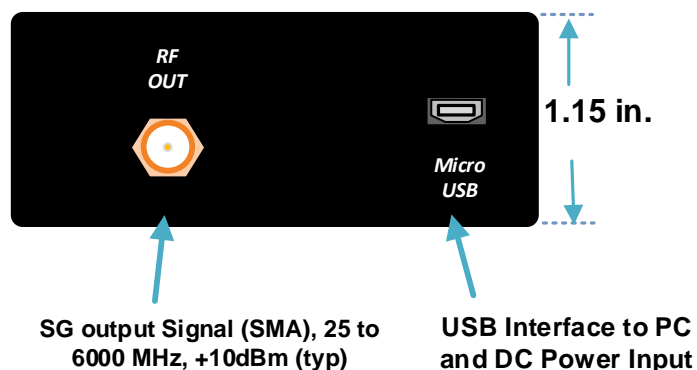 RF
OUT
1.15 in.
Micro
USB
SG output Signal (SMA), 25 to
6000 MHz, +10dBm (typ)
USB Interface to PC
and DC Power Input